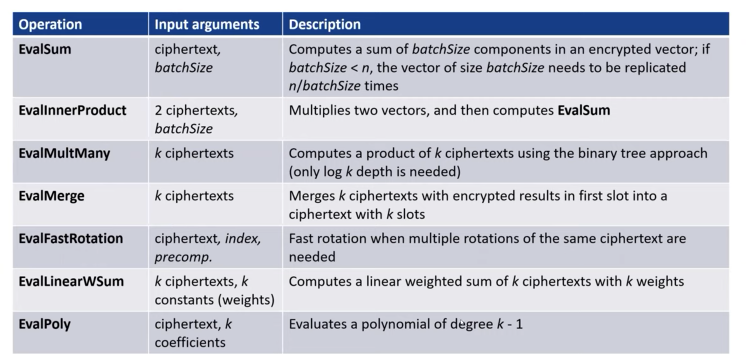 Operation Input arguments Description
EvalSum ciphertext, Computes a sum of batchSize components in an encrypted vector; if
batchSize batchSize < n, the vector of size batchSize needs to be replicated
n/batchSize times
EvalInnerProduct 2 ciphertexts, Multiplies two vectors, and then computes EvalSum
batchSize
EvalMultMany k ciphertexts Computes a product of k ciphertexts using the binary tree approach
(only log k depth is needed)
EvalMerge k ciphertexts Merges k ciphertexts with encrypted results in first slot into a
ciphertext with k slots
EvalFastRotation ciphertext, index, Fast rotation when multiple rotations of the same ciphertext are
precomp. needed
EvalLinearWSum k ciphertexts, k Computes a linear weighted sum of k ciphertexts with k weights
constants (weights)
EvalPoly ciphertext, k Evaluates a polynomial of degree k - 1
coefficients